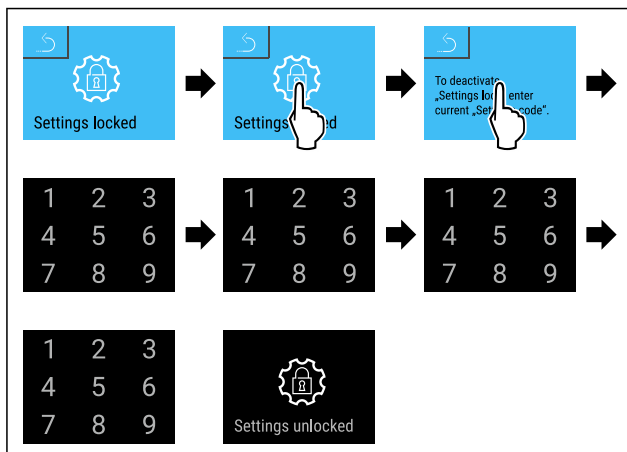 Settings locked
Settings ed
To deactivate
„Settings lo enter
current „Set code".
1 2 3
4 5 6
7 8 9
1 2 3
4 5 6
7 8 9
1 2 3
4 5 6
7 8 9
1 2 3
4 5 6
7 8 9
Settings unlocked